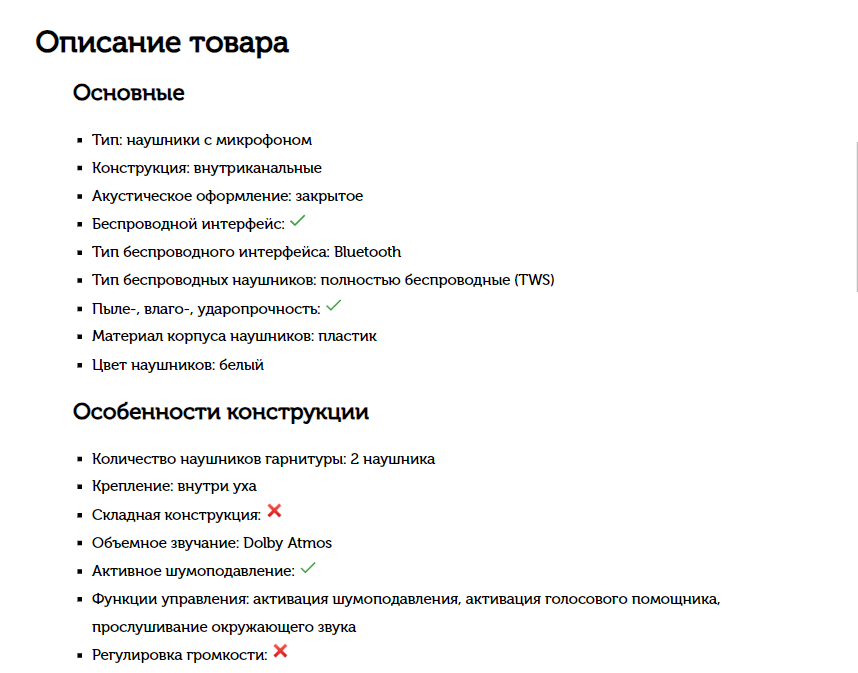 Описание товара
Основные
Тип: наушники с микрофоном
Конструкция: внутриканальные
Акустическое оформление: закрытое
Беспроводной интерфейс:
Тип беспроводного интерфейса: Bluetooth
Тип беспроводных наушников: полностью беспроводные (TWS)
Пыле-, влаго-, ударопрочность:
Материал корпуса наушников: пластик
Цвет наушников: белый
Особенности конструкции
Количество наушников гарнитуры: 2 наушника
Крепление: внутри уха
Складная конструкция:
Объемное звучание: Dolby Atmos
Активное шумоподавление:
Функции управления: активация шумоподавления, активация голосового помощника,
прослушивание окружающего звука
Регулировка громкости: